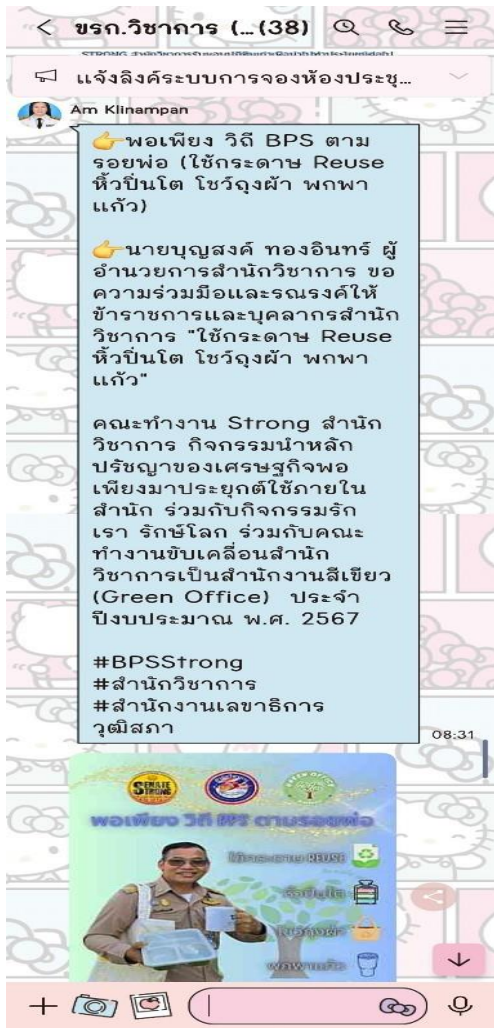 ขรก.วิชาการ (...(38)
แจ้งลิงค์ระบบการจองห้องประชุ...
Arn Klinampan
👉พอเพียง วิถี BPS ตาม
รอยพ่อ (ใช้กระดาษ Reuse
หิ้วปิ่นโต โชว์ถุงผ้า พกพา
แก้ว)
👉นายบุญสงค์ ทองอินทร์ ผู้
อำนวยการสำนักวิชาการ ขอ
ความร่วมมือและรณรงค์ให้
ข้าราชการและบุคลากรสำนัก
วิชาการ "ใช้กระดาษ Reuse
หิ้วปิ่นโต โชว์ถุงผ้า พกพา
แก้ว"
คณะทำงาน Strong สำนัก
วิชาการ กิจกรรมนำหลัก
ปรัชญาของเศรษฐกิจพอ
เพียงมาประยุกต์ใช้ภายใน
สำนัก ร่วมกับกิจกรรมรัก
เรา รักษ์โลก ร่วมกับคณะ
ทำงานขับเคลื่อนสำนัก
วิชาการเป็นสำนักงานสีเขียว
(Green Office) ประจำ
ปีงบประมาณ พ.ศ. 2567
#BPSStrong
#สำนักวิชาการ
#สำนักงานเลขาธิการ
วุฒิสภา
08:31
SENATE
STRONG
พอเพียง วิถี BPS ตามรอยพ่อ
ใช้กระดาษ REUSE
หิ้วปิ่นโต
โชว์ถุงผ้า
พกพาแก้ว